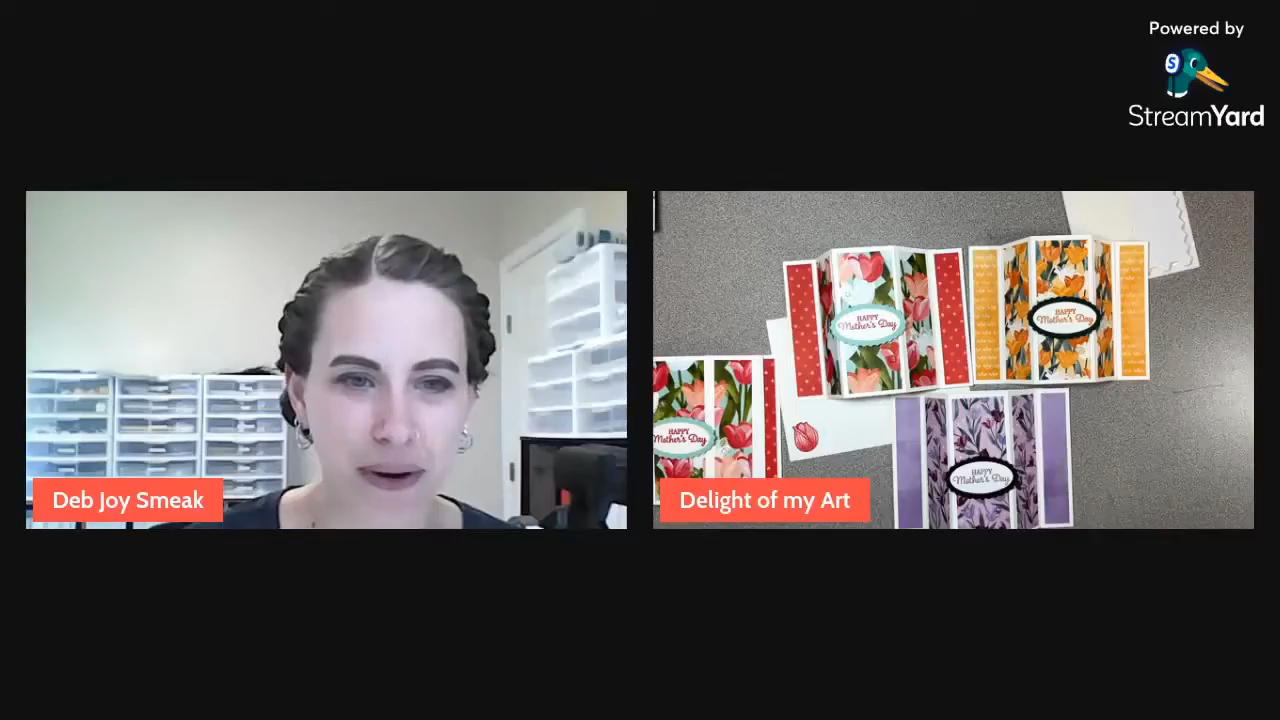 Powered by
S
StreamYard
Deb Joy Smeak
Delight of my Art
HAPPY
Mother's Day
HAPPY
Mother's Day
HAPPY
Mother's Day
HAPPY
Mother's Day